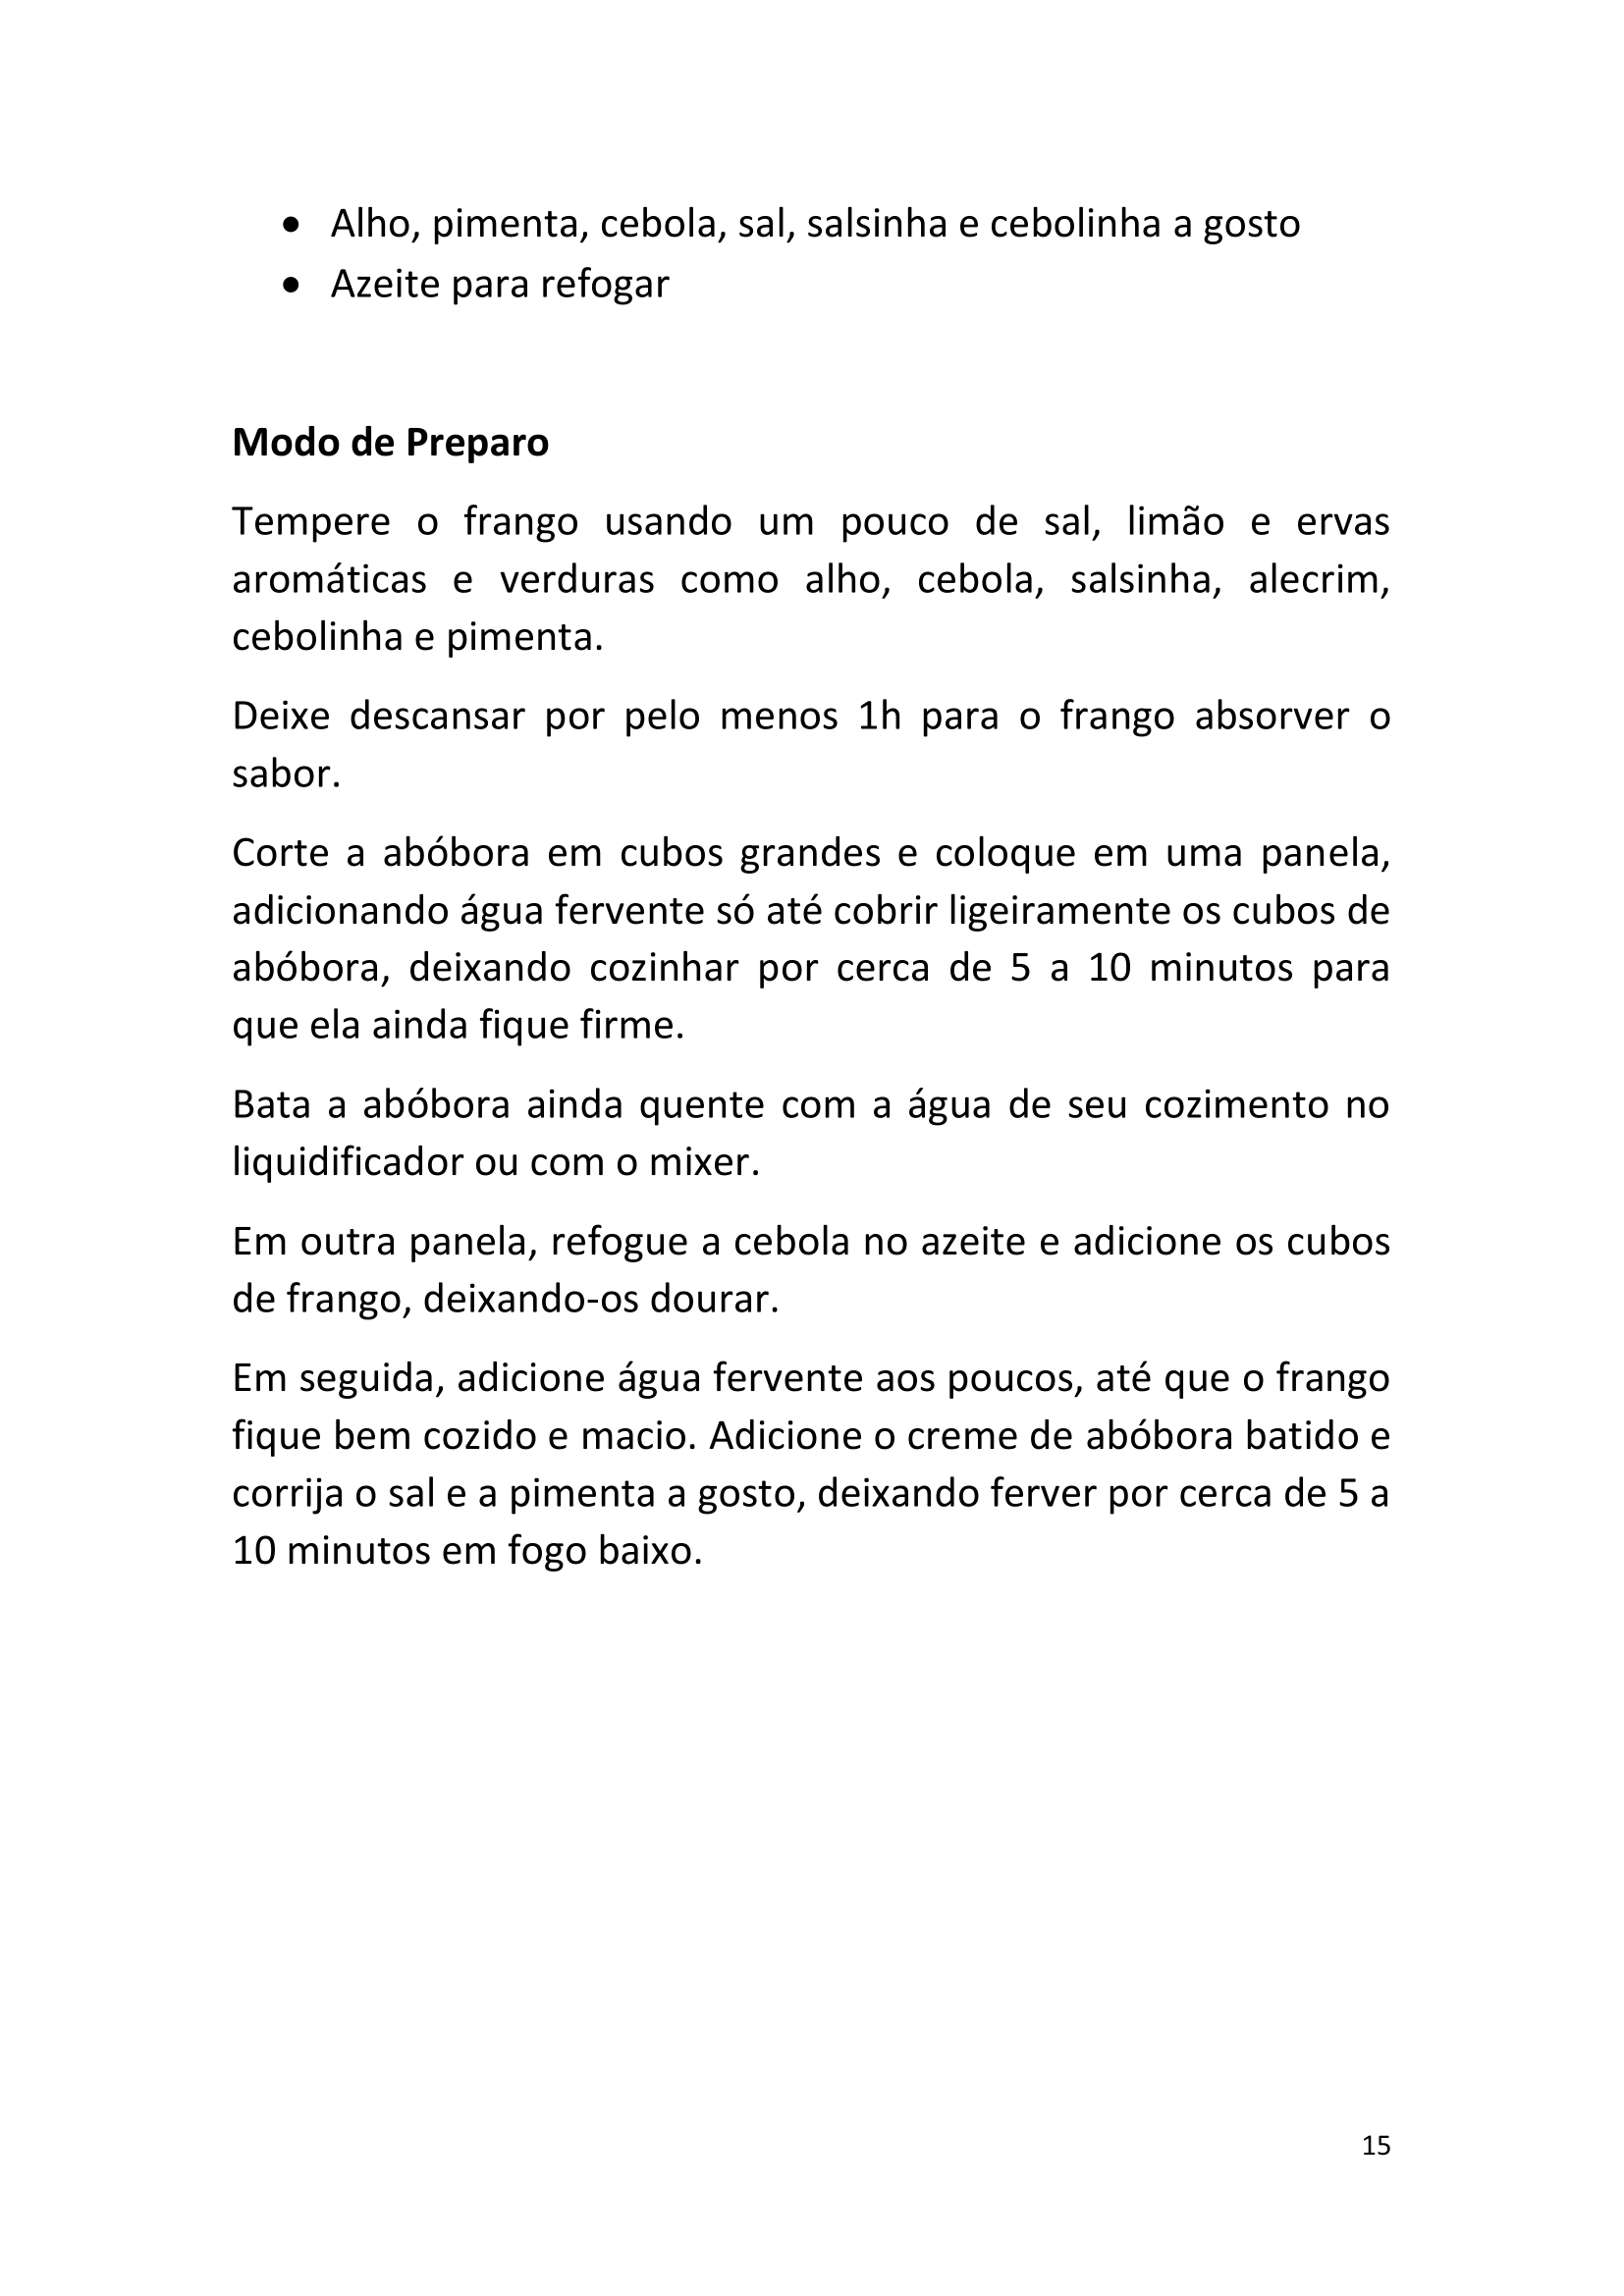 • Alho, pimenta, cebola, sal, salsinha e cebolinha a gosto
• Azeite para refogar
Modo de Preparo
Tempere o frango usando um pouco de sal, limão e ervas
aromáticas e verduras como alho, cebola, salsinha, alecrim,
cebolinha e pimenta.
Deixe descansar por pelo menos 1h para o frango absorver o
sabor.
Corte a abóbora em cubos grandes e coloque em uma panela,
adicionando água fervente só até cobrir ligeiramente os cubos de
abóbora, deixando cozinhar por cerca de 5 a 10 minutos para
que ela ainda fique firme.
Bata a abóbora ainda quente com a água de seu cozimento no
liquidificador ou com o mixer.
Em outra panela, refogue a cebola no azeite e adicione os cubos
de frango, deixando-os dourar.
Em seguida, adicione água fervente aos poucos, até que o frango
fique bem cozido e macio. Adicione o creme de abóbora batido e
corrija o sal e a pimenta a gosto, deixando ferver por cerca de 5 a
10 minutos em fogo baixo.
15